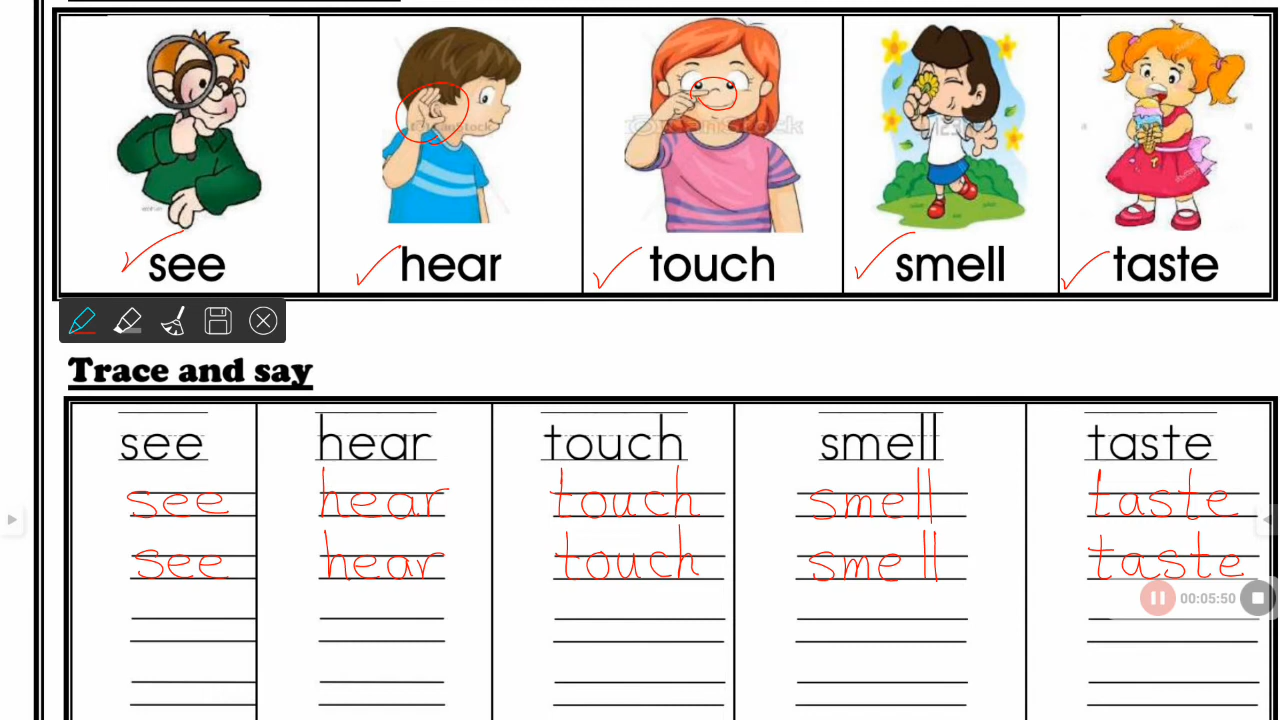 see hear touch smell taste
Trace and say
see hear touch smell taste
see hear touch smell taste
see hear touch smell taste
00:05:50